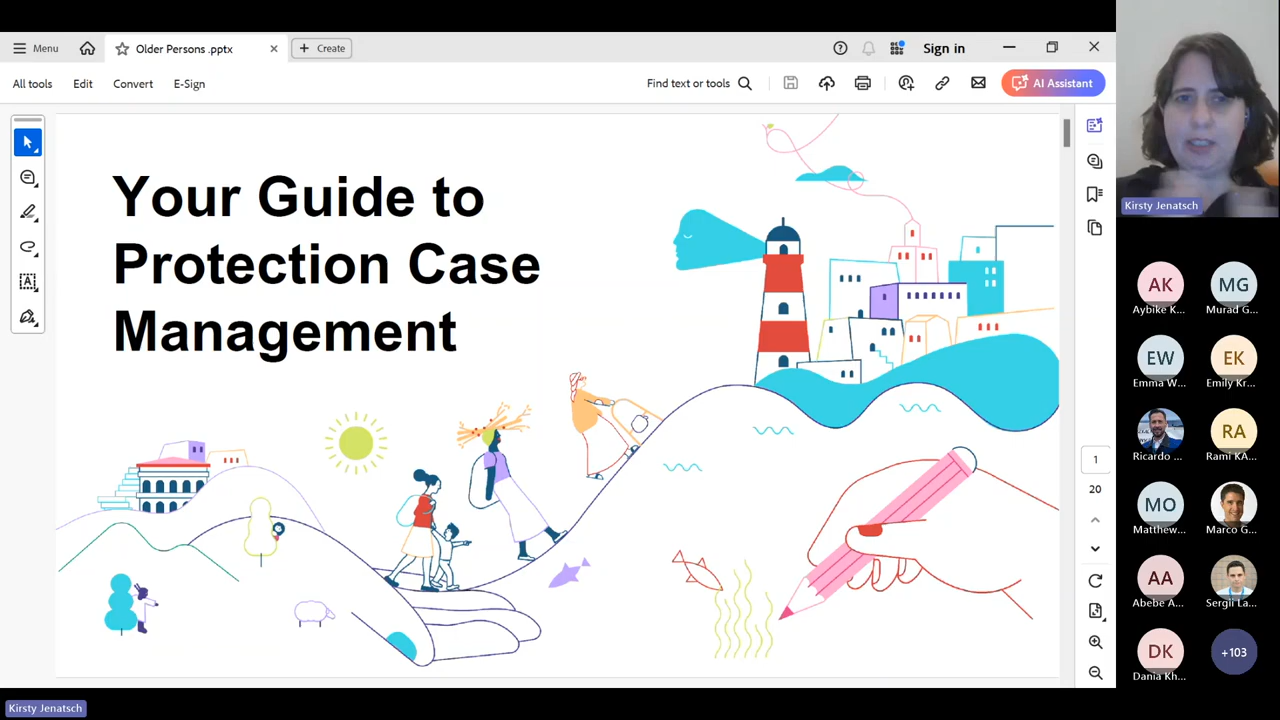 Menu
Older Persons .pptx
Create
Sign in
All tools
Edit
Convert
E-Sign
Find text or tools
AI Assistant
Your Guide to
Protection Case
Management
1
20
Kirsty Jenatsch
AK
Aybike K...
MG
Murad G...
EW
Emma W...
EK
Emily Kr...
Ricardo ...
RA
Rami KA...
MO
Matthew...
Marco G...
AA
Abebe A...
Sergii La...
DK
Dania Kh...
+103
Kirsty Jenatsch